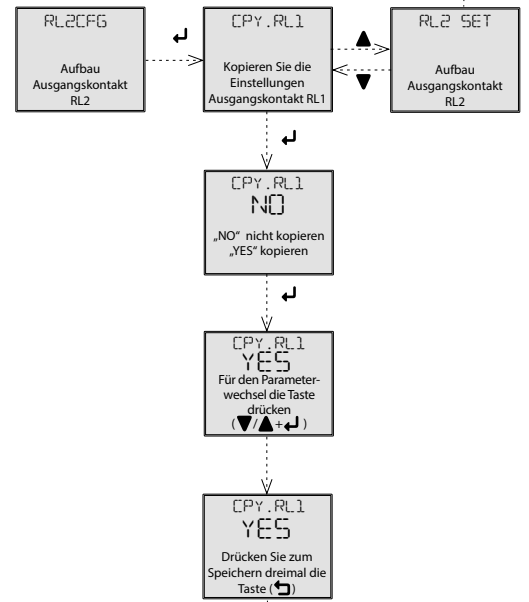 RL2CFG
Aufbau
Ausgangskontakt
RL2
CPY.RL1
Kopieren Sie die
Einstellungen
Ausgangskontakt RL1
RL2 SET
Aufbau
Ausgangskontakt
RL2
CPY.RL1
NO
„NO“ nicht kopieren
„YES“ kopieren
CPY.RL1
YES
Für den Parameter-
wechsel die Taste
drücken
(▼/▲+↵)
CPY.RL1
YES
Drücken Sie zum
Speichern dreimal die
Taste (⮌)